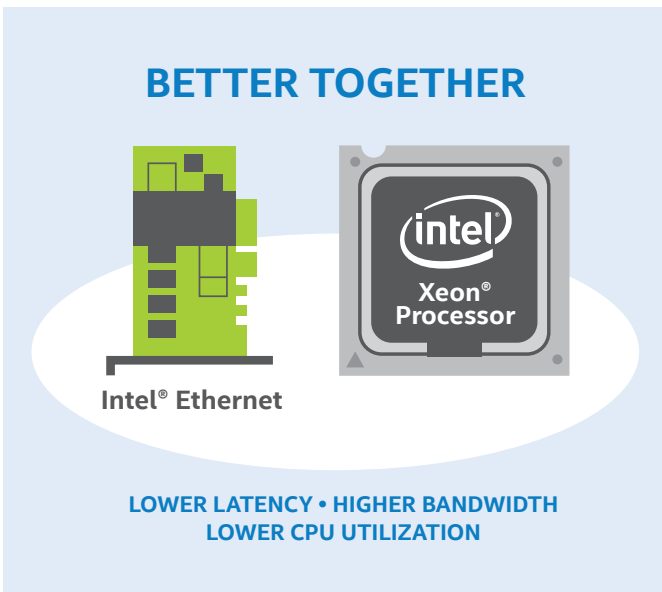 BETTER TOGETHER
intel®
Xeon®
Processor
Intel® Ethernet
LOWER LATENCY • HIGHER BANDWIDTH
LOWER CPU UTILIZATION